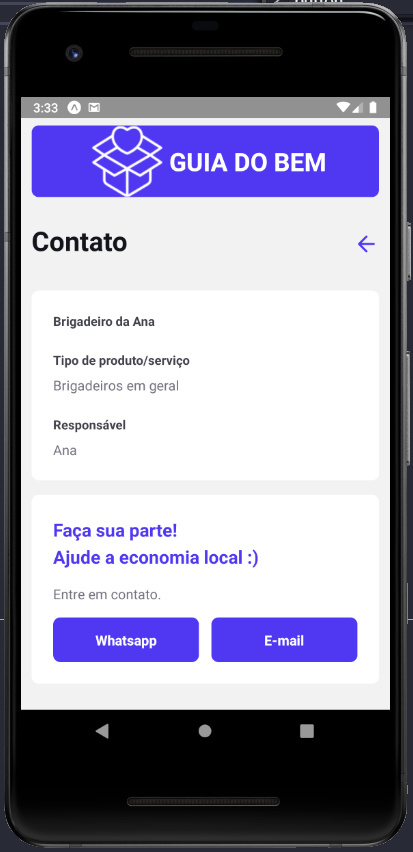 3:33
GUIA DO BEM
Contato
Brigadeiro da Ana
Tipo de produto/serviço
Brigadeiros em geral
Responsável
Ana
Faça sua parte!
Ajude a economia local :)
Entre em contato.
Whatsapp
E-mail